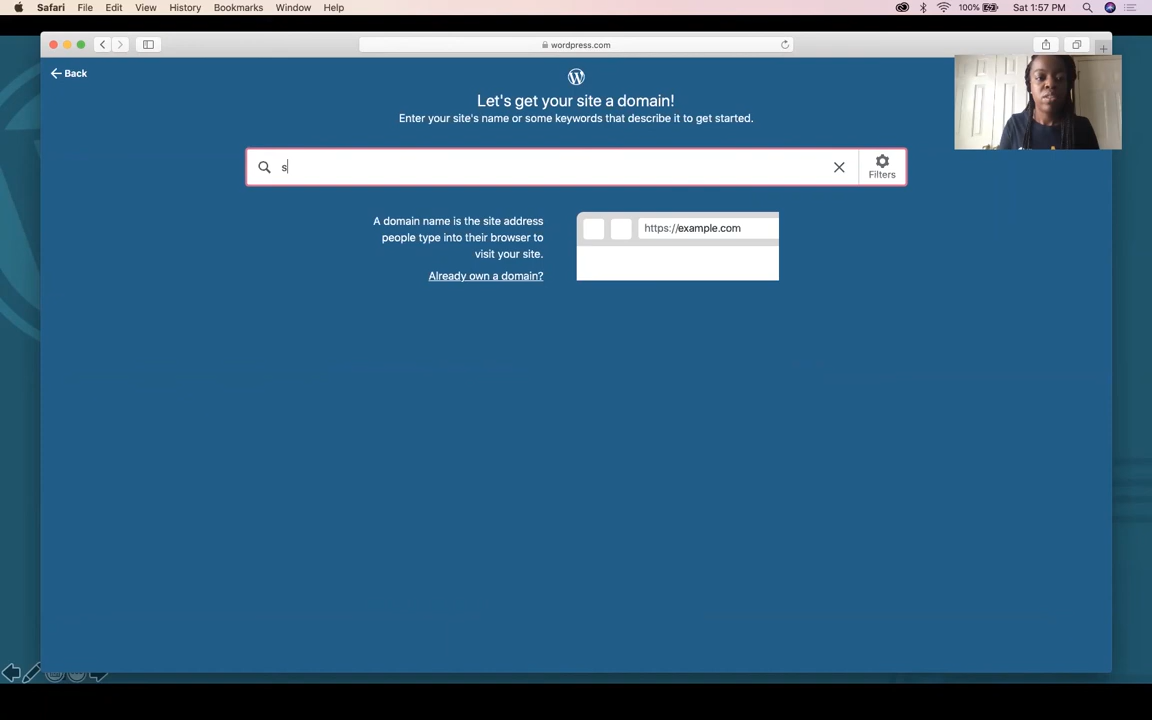 Safari File Edit View History Bookmarks Window Help 100% Sat 1:57 PM
wordpress.com
Back
Let's get your site a domain!
Enter your site's name or some keywords that describe it to get started.
s
Filters
A domain name is the site address
people type into their browser to
visit your site.
Already own a domain?
https://example.com